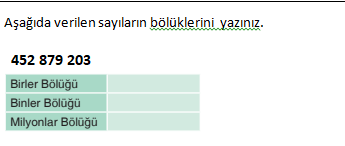 Aşağıda verilen sayıların bölüklerini yazınız.
452 879 203
Birler Bölüğü
Binler Bölüğü
Milyonlar Bölüğü